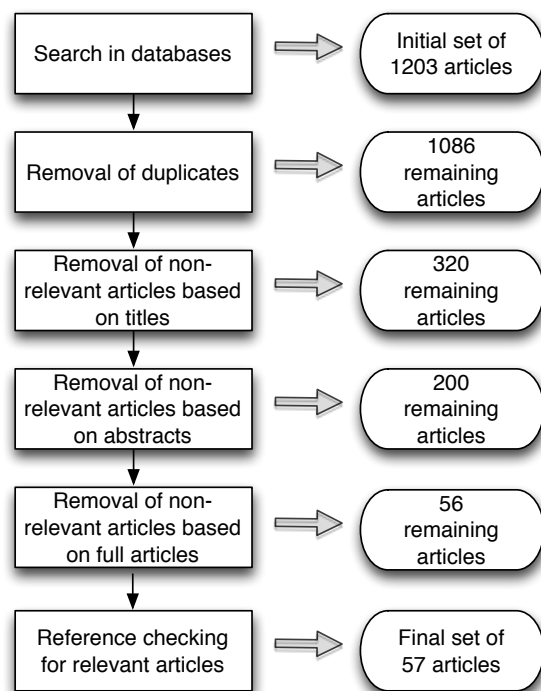 Search in databases
Initial set of
1203 articles
Removal of duplicates
1086
remaining
articles
Removal of non-
relevant articles based
on titles
320
remaining
articles
Removal of non-
relevant articles based
on abstracts
200
remaining
articles
Removal of non-
relevant articles based
on full articles
56
remaining
articles
Reference checking
for relevant articles
Final set of
57 articles